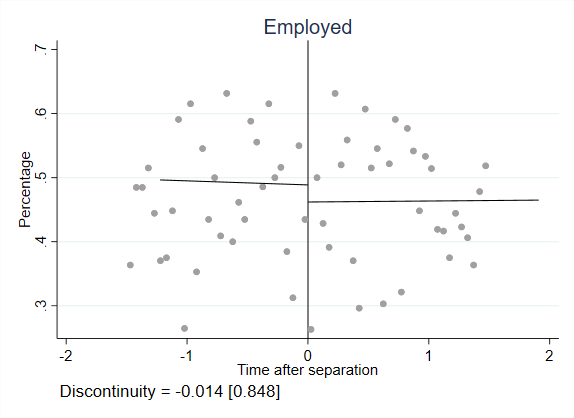 Employed
Percentage
.7
.6
.5
.4
.3
-2
-1
0
1
2
Time after separation
Discontinuity = -0.014 [0.848]